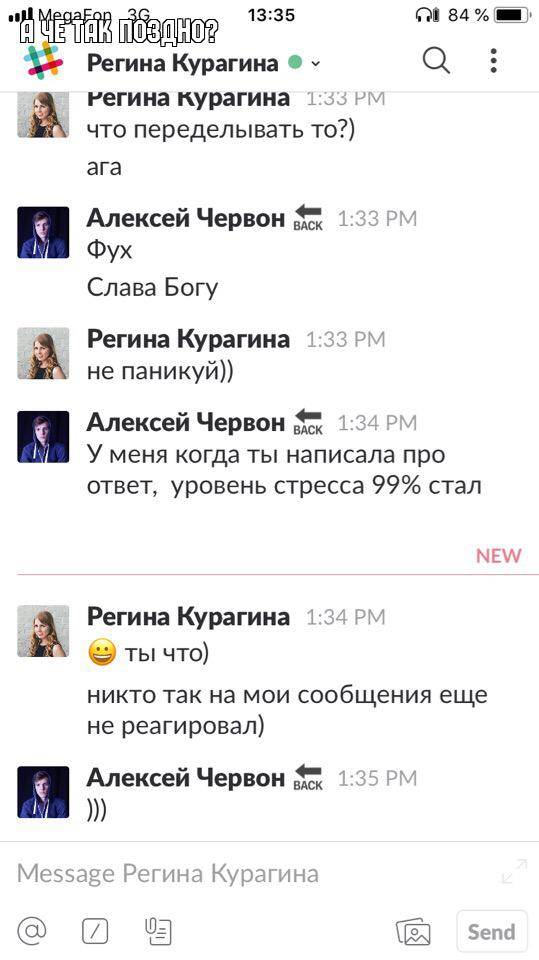 MegaFon 3G 13:35 84 %
А ЧЕ ТАК ПОЗДНО?
Регина Курагина
Регина Курагина 1:33 PM
что переделывать то?)
ага
Алексей Червон BACK 1:33 PM
Фух
Слава Богу
Регина Курагина 1:33 PM
не паникуй))
Алексей Червон BACK 1:34 PM
У меня когда ты написала про
ответ, уровень стресса 99% стал
NEW
Регина Курагина 1:34 PM
ты что)
никто так на мои сообщения еще
не реагировал)
Алексей Червон BACK 1:35 PM
)))
Message Регина Курагина
Send